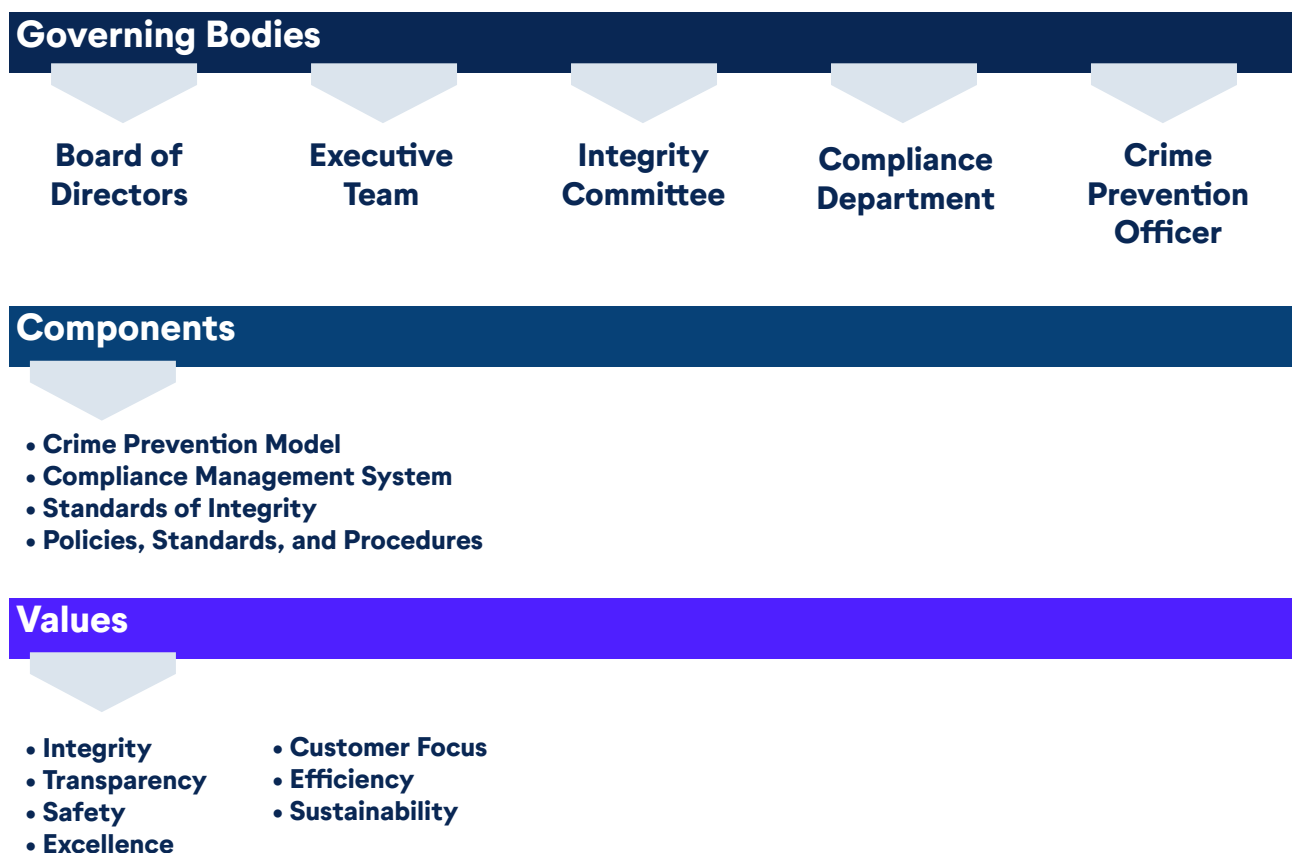 Governing Bodies
Board of
Directors
Executive
Team
Integrity
Committee
Compliance
Department
Crime
Prevention
Officer
Components
• Crime Prevention Model
• Compliance Management System
• Standards of Integrity
• Policies, Standards, and Procedures
Values
• Integrity
• Transparency
• Safety
• Excellence
• Customer Focus
• Efficiency
• Sustainability